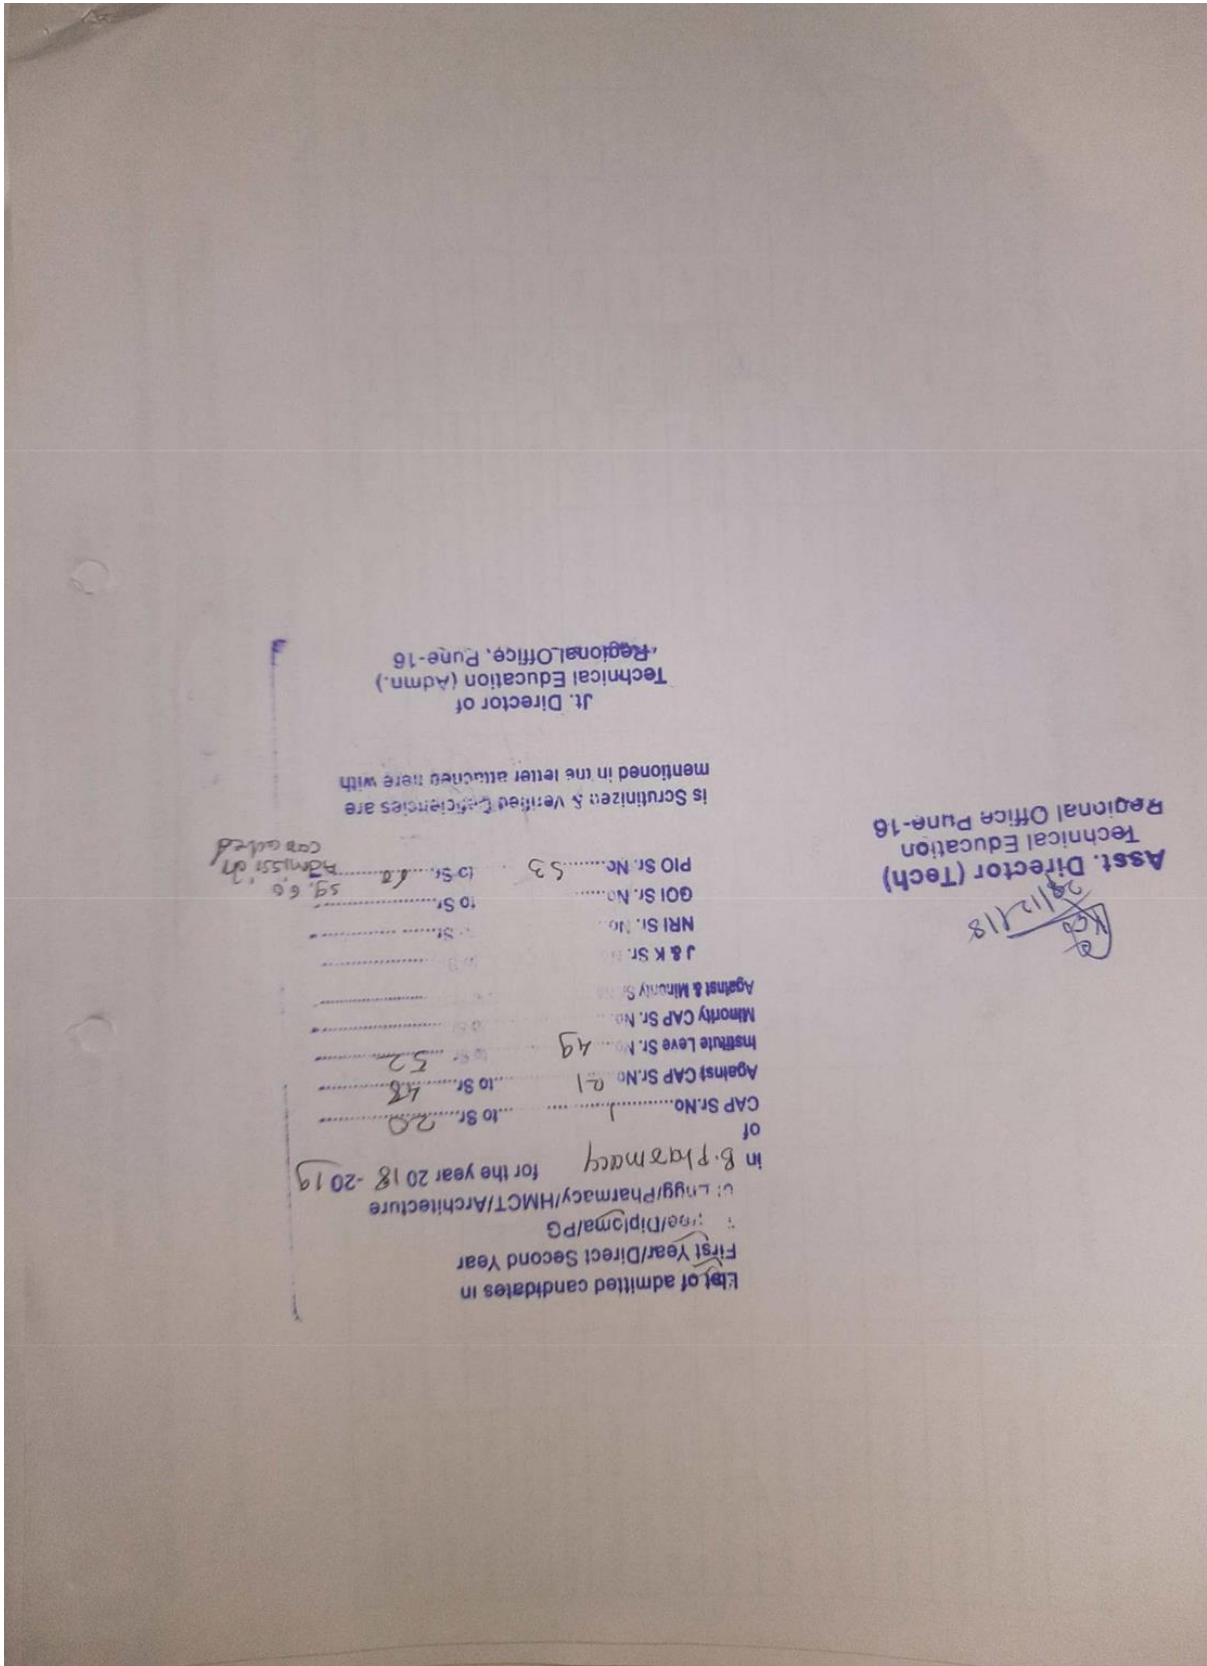 List of admitted candidates in
First Year/Direct Second Year
/Diploma/PG
Engg/Pharmacy/HMCT/Architecture
in B.Pharmacy for the year 2018 -2019
of
CAP Sr.No. 1 to Sr. 20
Against CAP Sr.No. 21 to Sr. 48
Institute Leve Sr. No. 49 to Sr. 52
Minority CAP Sr. No.
Against & Minority Sr. No.
J & K Sr. No.
NRI Sr. No. Sr.
GOI Sr. No. to Sr.
PIO Sr. No. 53 to Sr. 60
59, 60
Admission
cancelled
is Scrutinized & Verified Deficiencies are
mentioned in the letter attached here with
Jt. Director of
Technical Education (Admn.)
Regional Office, Pune-16
28/12/18
Asst. Director (Tech)
Technical Education
Regional Office Pune-16